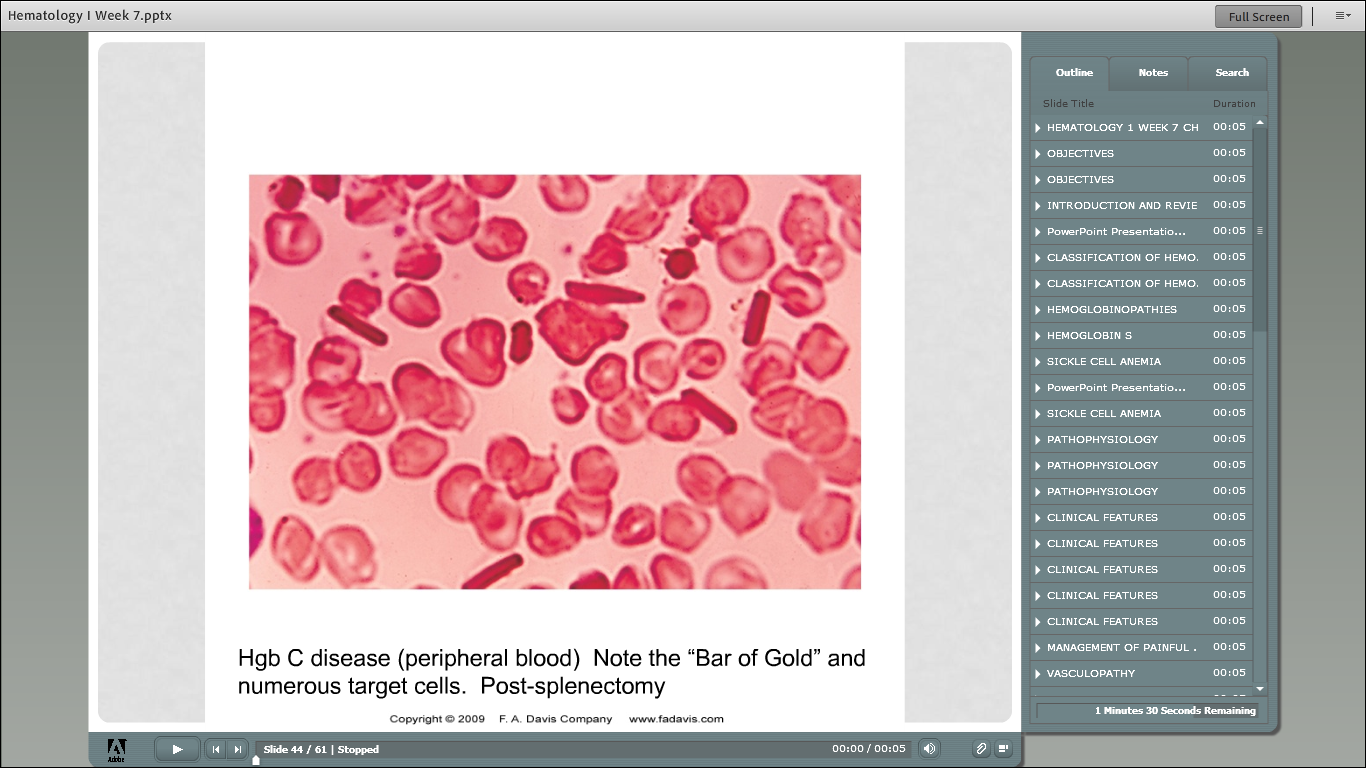 Hematology I Week 7.pptx
Full Screen
Hgb C disease (peripheral blood)  Note the “Bar of Gold” and
numerous target cells.  Post-splenectomy
Copyright © 2009    F. A. Davis Company    www.fadavis.com
Outline Notes Search
Slide Title Duration
HEMATOLOGY 1 WEEK 7 CH 00:05
OBJECTIVES 00:05
OBJECTIVES 00:05
INTRODUCTION AND REVIE 00:05
PowerPoint Presentatio... 00:05
CLASSIFICATION OF HEMO. 00:05
CLASSIFICATION OF HEMO. 00:05
HEMOGLOBINOPATHIES 00:05
HEMOGLOBIN S 00:05
SICKLE CELL ANEMIA 00:05
PowerPoint Presentatio... 00:05
SICKLE CELL ANEMIA 00:05
PATHOPHYSIOLOGY 00:05
PATHOPHYSIOLOGY 00:05
PATHOPHYSIOLOGY 00:05
CLINICAL FEATURES 00:05
CLINICAL FEATURES 00:05
CLINICAL FEATURES 00:05
CLINICAL FEATURES 00:05
CLINICAL FEATURES 00:05
MANAGEMENT OF PAINFUL . 00:05
VASCULOPATHY 00:05
1 Minutes 30 Seconds Remaining
Adobe
Slide 44 / 61 | Stopped
00:00 / 00:05